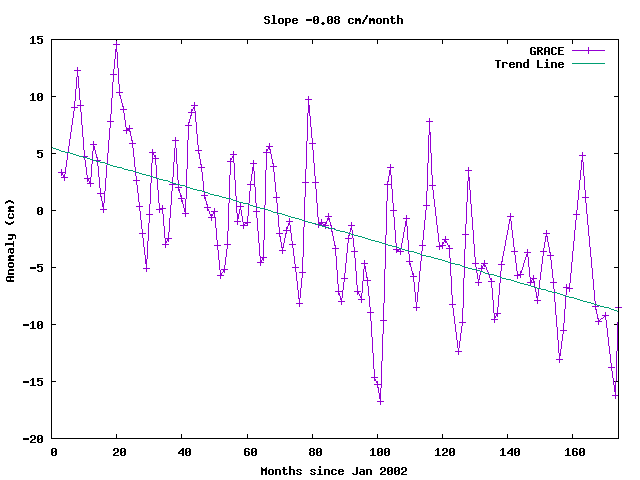 Slope -0.08 cm/month
GRACE
Trend Line
15
10
5
0
-5
-10
-15
-20
Anomaly (cm)
0 20 40 60 80 100 120 140 160
Months since Jan 2002